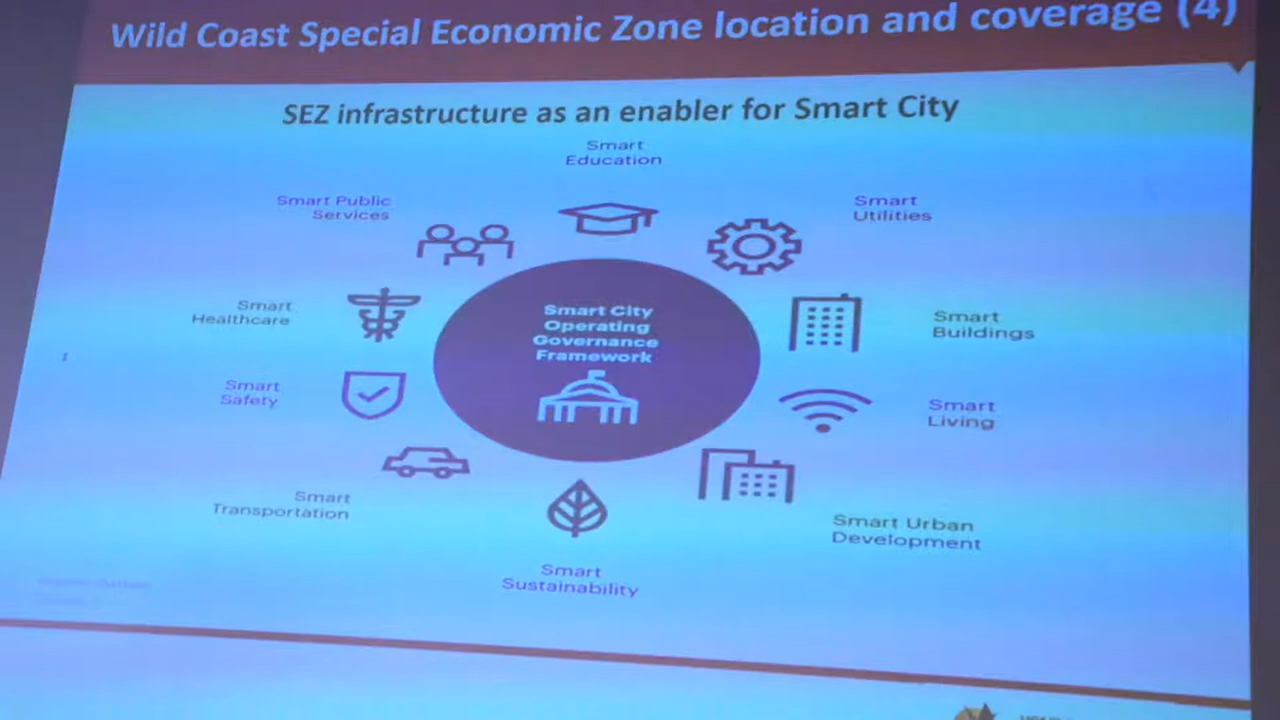 Wild Coast Special Economic Zone location and coverage (4)
SEZ infrastructure as an enabler for Smart City
Smart
Education
Smart Public
Services
Smart
Utilities
Smart
Healthcare
Smart City
Operating
Governance
Framework
Smart
Buildings
Smart
Safety
Smart
Living
Smart
Transportation
Smart Urban
Development
Smart
Sustainability